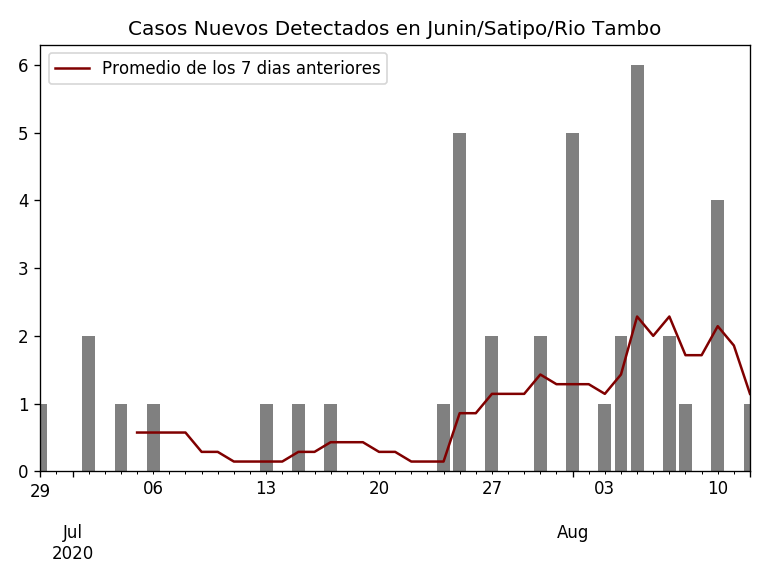 Casos Nuevos Detectados en Junin/Satipo/Rio Tambo
Promedio de los 7 dias anteriores
6
5
4
3
2
1
0
29 06 13 20 27 03 10
Jul Aug
2020